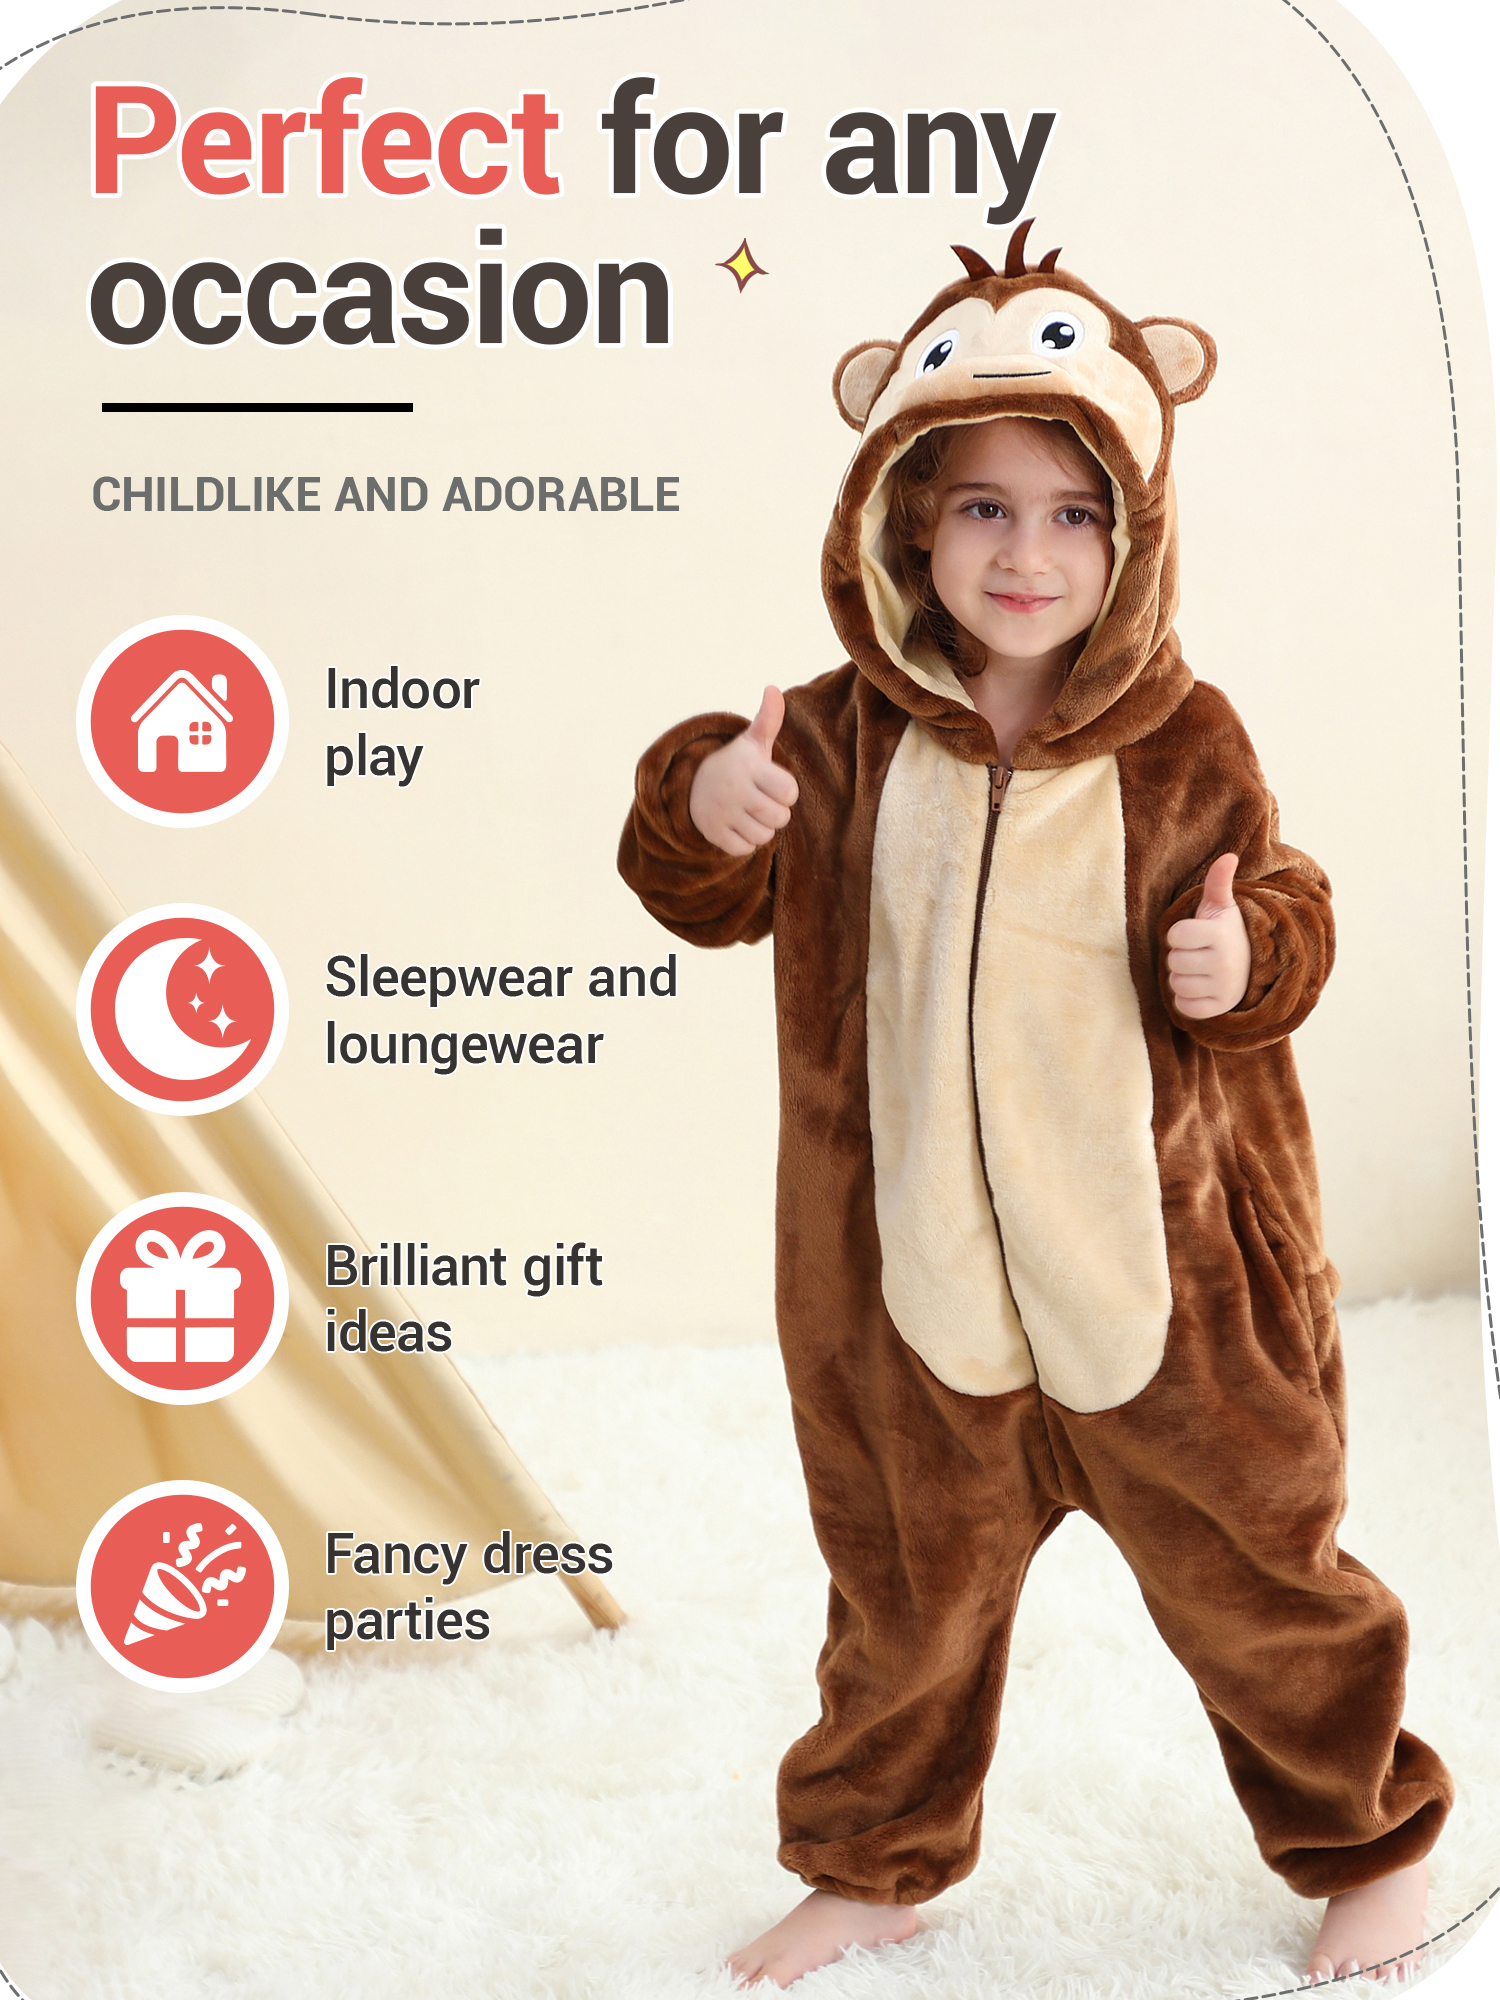 Perfect for any
occasion
CHILDLIKE AND ADORABLE
Indoor
play
Sleepwear and
loungewear
Brilliant gift
ideas
Fancy dress
parties